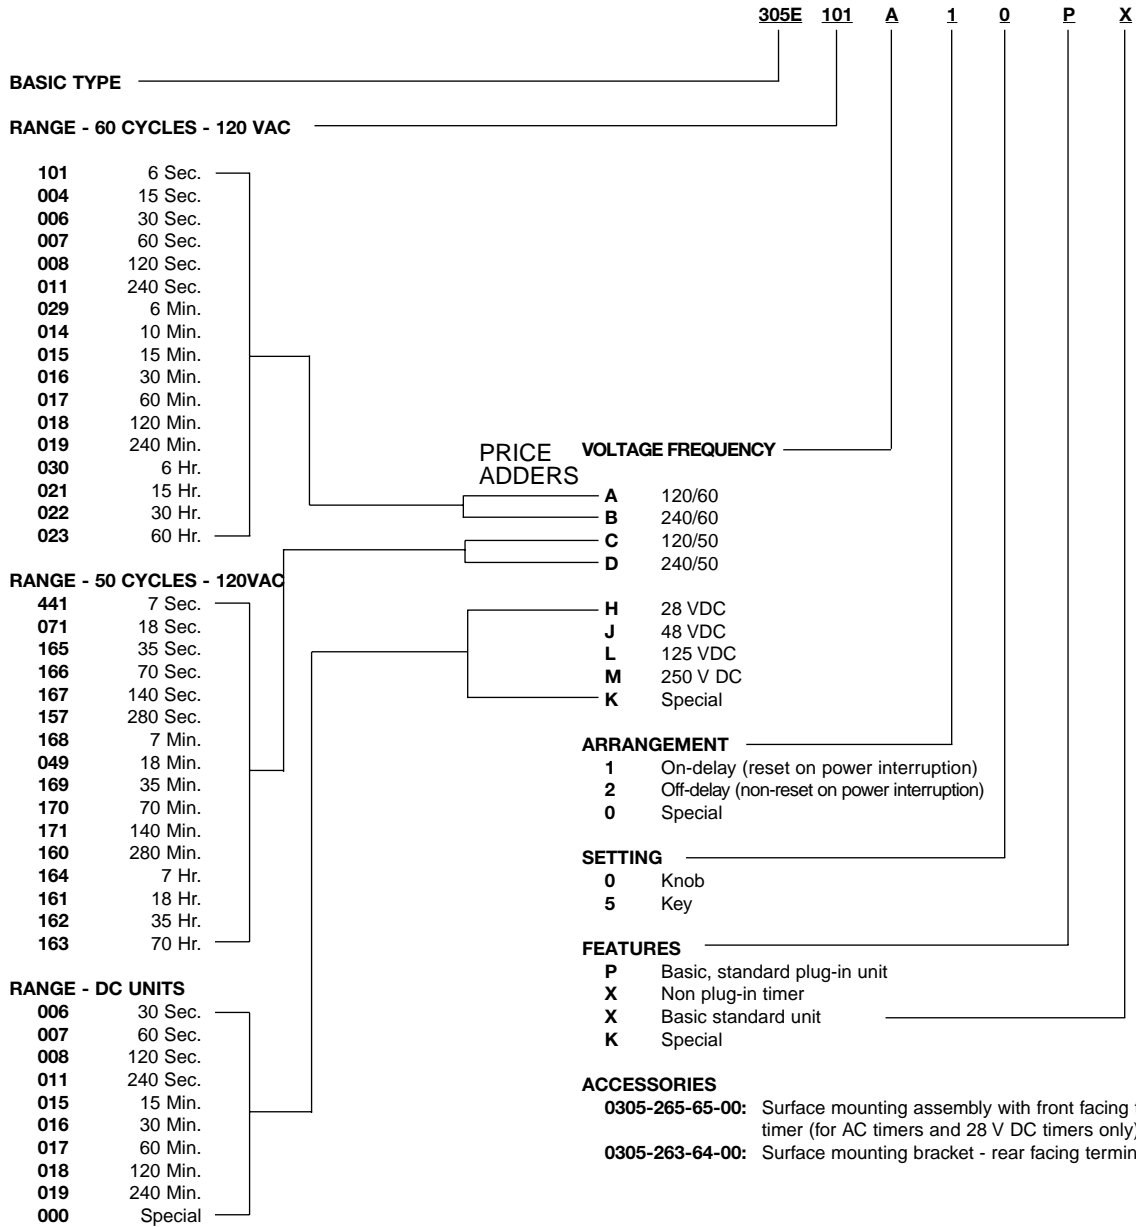 305E 101 A 1 0 P X
BASIC TYPE
RANGE - 60 CYCLES - 120 VAC
101 6 Sec.
004 15 Sec.
006 30 Sec.
007 60 Sec.
008 120 Sec.
011 240 Sec.
029 6 Min.
014 10 Min.
015 15 Min.
016 30 Min.
017 60 Min.
018 120 Min.
019 240 Min.
030 6 Hr.
021 15 Hr.
022 30 Hr.
023 60 Hr.
RANGE - 50 CYCLES - 120VAC
441 7 Sec.
071 18 Sec.
165 35 Sec.
166 70 Sec.
167 140 Sec.
157 280 Sec.
168 7 Min.
049 18 Min.
169 35 Min.
170 70 Min.
171 140 Min.
160 280 Min.
164 7 Hr.
161 18 Hr.
162 35 Hr.
163 70 Hr.
RANGE - DC UNITS
006 30 Sec.
007 60 Sec.
008 120 Sec.
011 240 Sec.
015 15 Min.
016 30 Min.
017 60 Min.
018 120 Min.
019 240 Min.
000 Special
PRICE
ADDERS
VOLTAGE FREQUENCY
A 120/60
B 240/60
C 120/50
D 240/50
H 28 VDC
J 48 VDC
L 125 VDC
M 250 V DC
K Special
ARRANGEMENT
1 On-delay (reset on power interruption)
2 Off-delay (non-reset on power interruption)
0 Special
SETTING
0 Knob
5 Key
FEATURES
P Basic, standard plug-in unit
X Non plug-in timer
X Basic standard unit
K Special
ACCESSORIES
0305-265-65-00: Surface mounting assembly with front facing
timer (for AC timers and 28 V DC timers only)
0305-263-64-00: Surface mounting bracket - rear facing